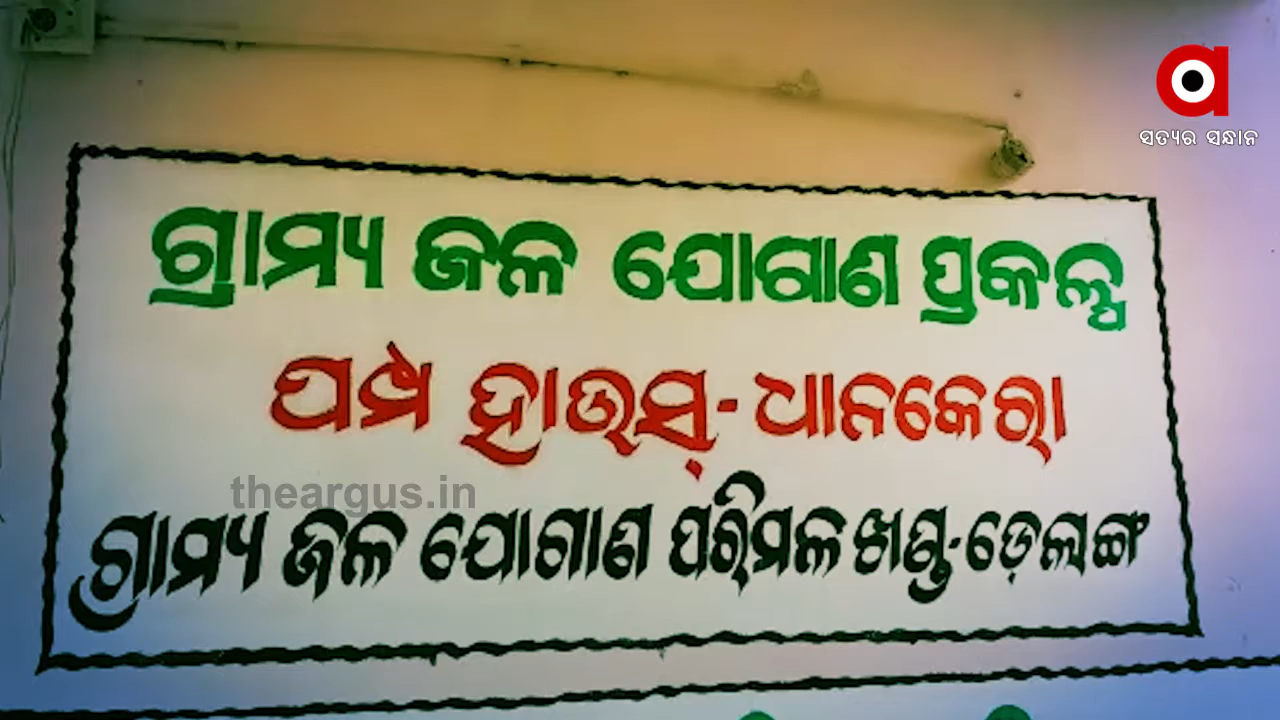 ସତ୍ୟର ସନ୍ଧାନ
ଗ୍ରାମ୍ୟ ଜଳ ଯୋଗାଣ ପ୍ରକଳ୍ପ
ପମ୍ପ ହାଉସ୍-ଧାନକେରା
theargus.in
ଗ୍ରାମ୍ୟ ଜଳ ଯୋଗାଣ ପରିମଳ ଖଣ୍ଡ-ଡ଼େଲାଙ୍ଗ